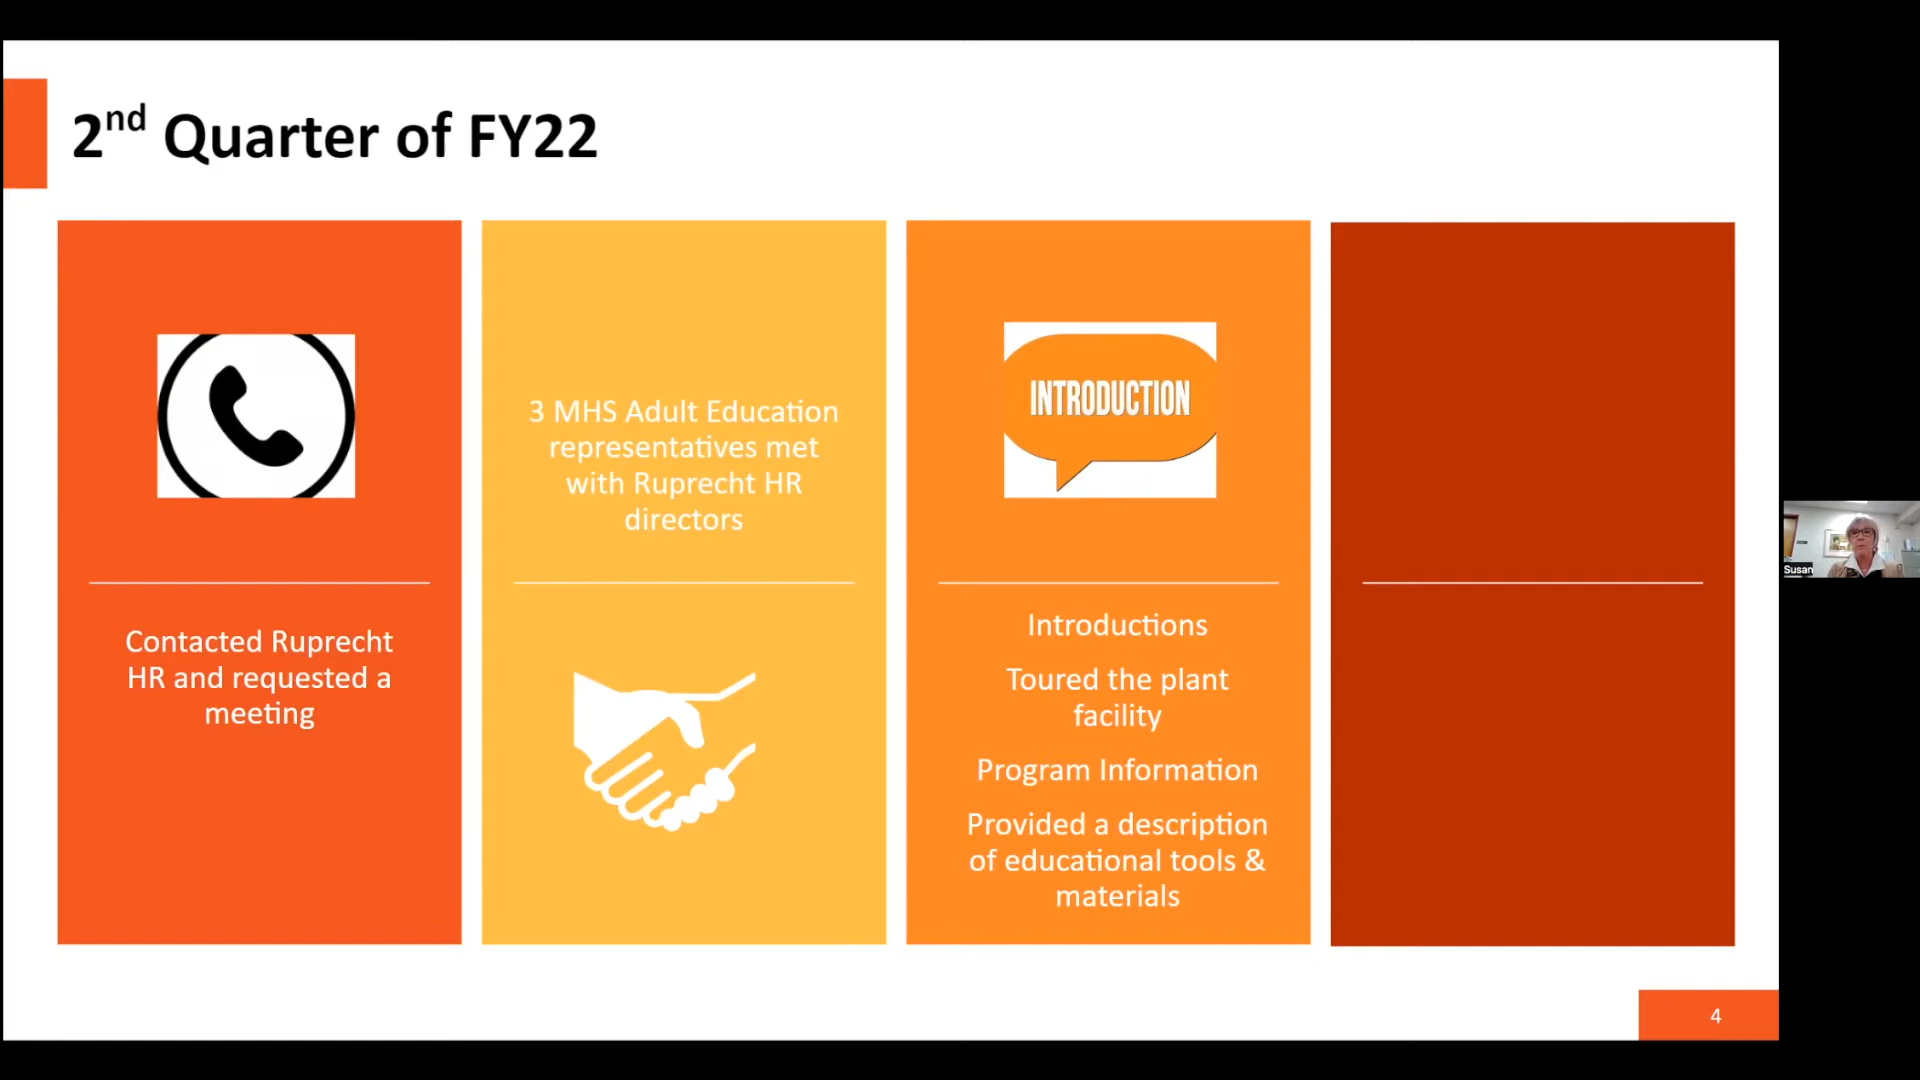 2nd Quarter of FY22
Contacted Ruprecht
HR and requested a
meeting
3 MHS Adult Education
representatives met
with Ruprecht HR
directors
INTRODUCTION
Introductions
Toured the plant
facility
Program Information
Provided a description
of educational tools &
materials
Susan
4